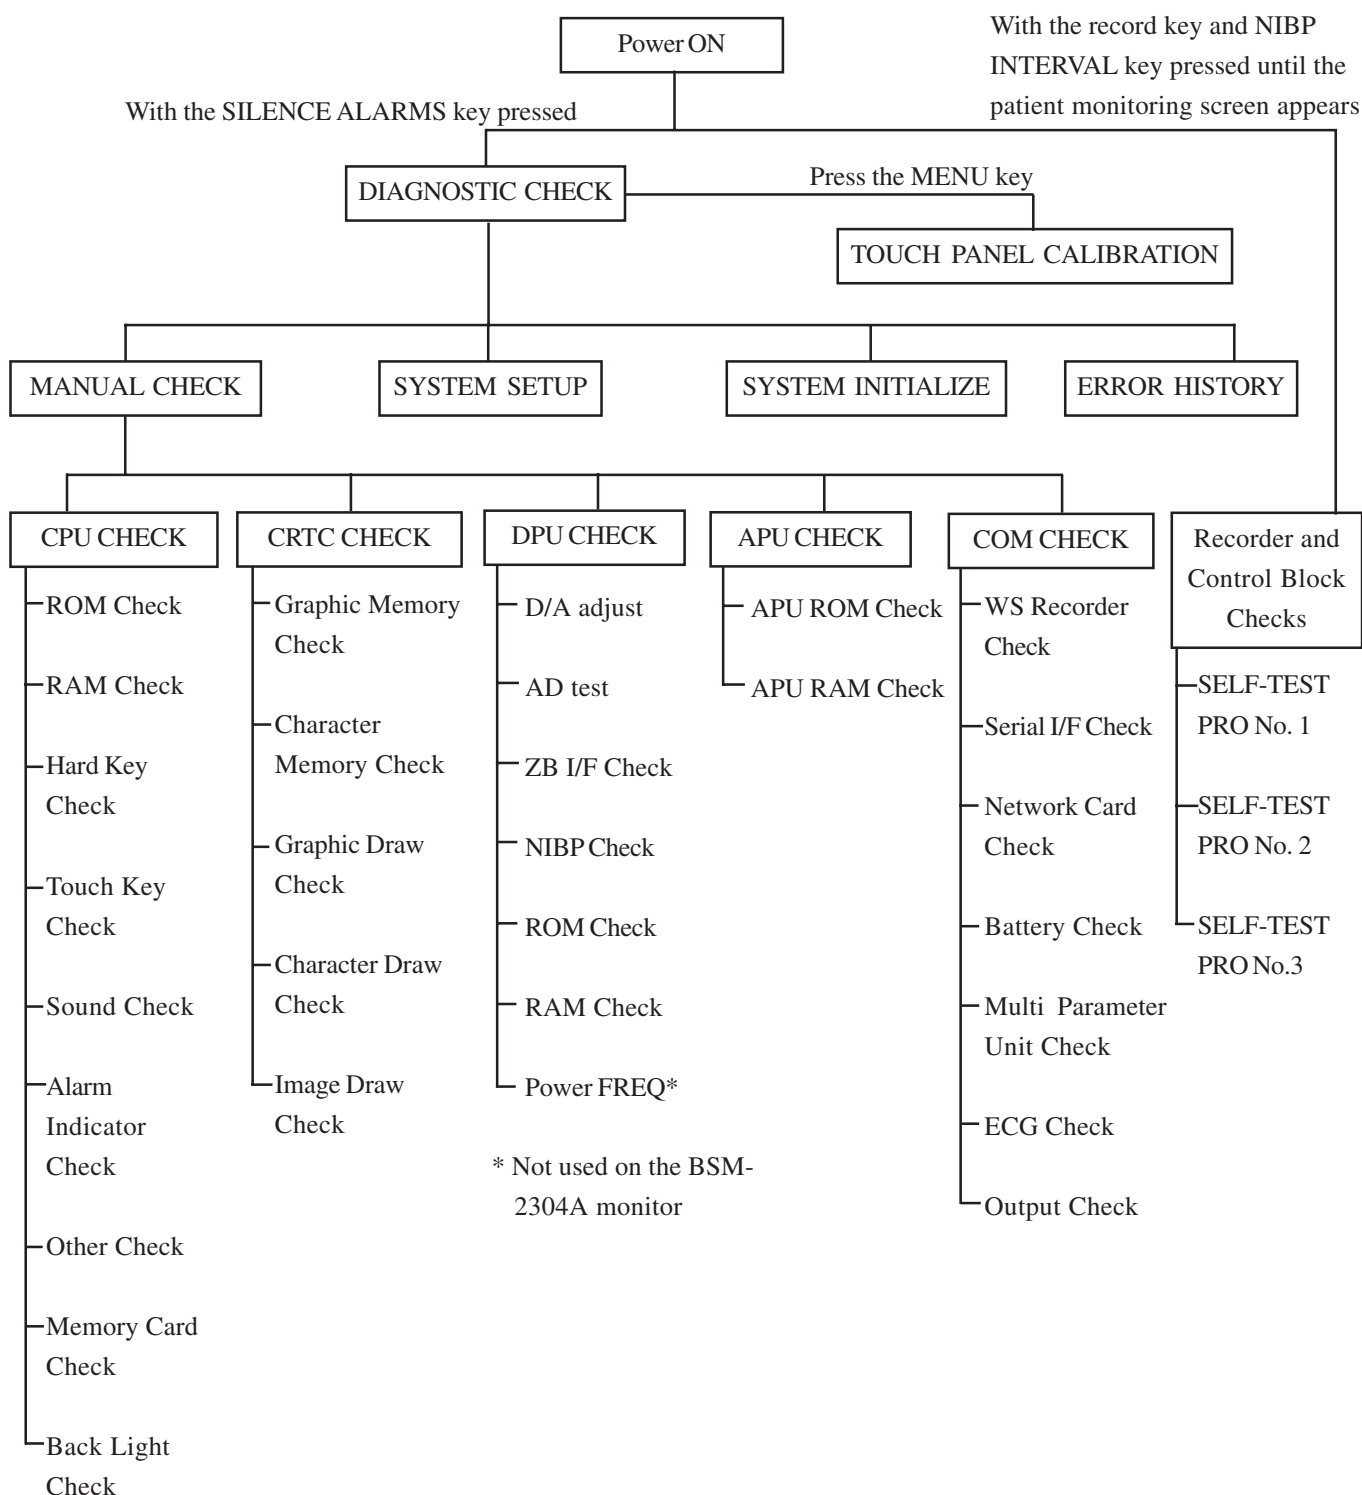 Power ON
With the record key and NIBP
INTERVAL key pressed until the
patient monitoring screen appears
With the SILENCE ALARMS key pressed
DIAGNOSTIC CHECK
Press the MENU key
TOUCH PANEL CALIBRATION
MANUAL CHECK
SYSTEM SETUP
SYSTEM INITIALIZE
ERROR HISTORY
CPU CHECK
ROM Check
RAM Check
Hard Key
Check
Touch Key
Check
Sound Check
Alarm
Indicator
Check
Other Check
Memory Card
Check
Back Light
Check
CRTC CHECK
Graphic Memory
Check
Character
Memory Check
Graphic Draw
Check
Character Draw
Check
Image Draw
Check
DPU CHECK
D/A adjust
AD test
ZB I/F Check
NIBP Check
ROM Check
RAM Check
Power FREQ*
* Not used on the BSM-
2304A monitor
APU CHECK
APU ROM Check
APU RAM Check
COM CHECK
WS Recorder
Check
Serial I/F Check
Network Card
Check
Battery Check
Multi Parameter
Unit Check
ECG Check
Output Check
Recorder and
Control Block
Checks
SELF-TEST
PRO No. 1
SELF-TEST
PRO No. 2
SELF-TEST
PRO No.3